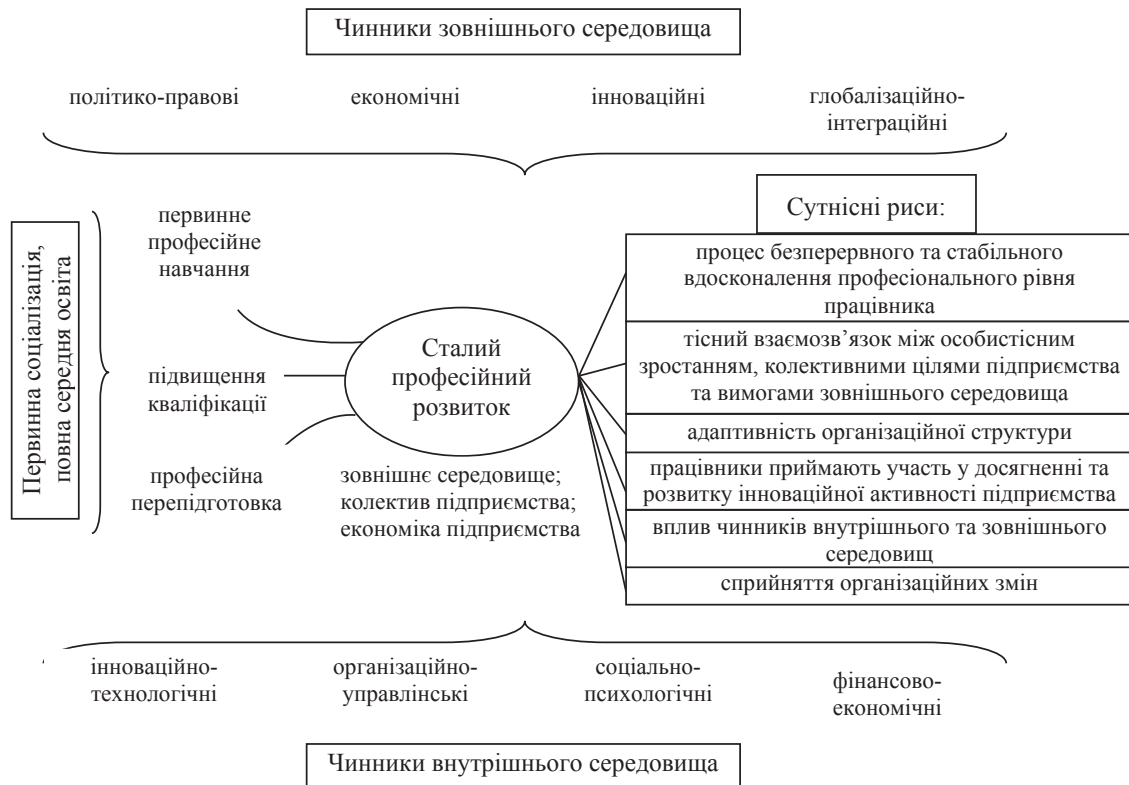 Чинники зовнішнього середовища
політико-правові
економічні
інноваційні
глобалізаційно-
інтеграційні
Первинна соціалізація,
повна середня освіта
первинне
професійне
навчання
підвищення
кваліфікації
професійна
перепідготовка
Сталий
професійний
розвиток
зовнішнє середовище;
колектив підприємства;
економіка підприємства
Сутнісні риси:
процес безперервного та стабільного
вдосконалення професіонального рівня
працівника
тісний взаємозв’язок між особистісним
зростанням, колективними цілями підприємства
та вимогами зовнішнього середовища
адаптивність організаційної структури
працівники приймають участь у досягненні та
розвитку інноваційної активності підприємства
вплив чинників внутрішнього та зовнішнього
середовищ
сприйняття організаційних змін
інноваційно-
технологічні
організаційно-
управлінські
соціально-
психологічні
фінансово-
економічні
Чинники внутрішнього середовища